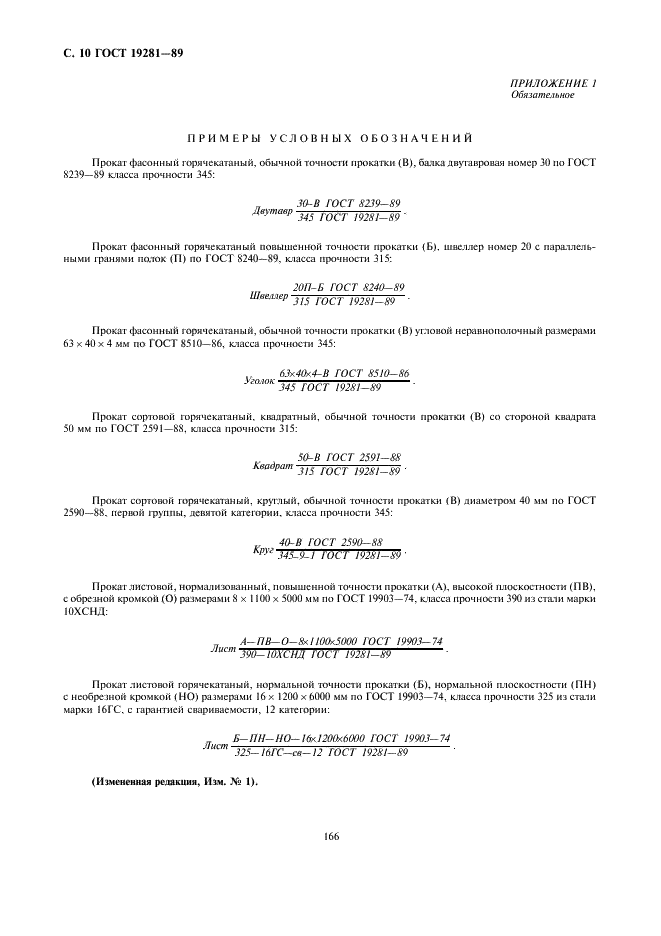 С. 10 ГОСТ 19281—89
ПРИЛОЖЕНИЕ 1
Обязательное
ПРИМЕРЫ УСЛОВНЫХ ОБОЗНАЧЕНИЙ
Прокат фасонный горячекатаный, обычной точности прокатки (В), балка двутавровая номер 30 по ГОСТ
8239—89 класса прочности 345:
Двутавр 30–В ГОСТ 8239—89
345 ГОСТ 19281—89 .
Прокат фасонный горячекатаный повышенной точности прокатки (Б), швеллер номер 20 с параллель-
ными гранями полок (П) по ГОСТ 8240—89, класса прочности 315:
Швеллер 20П–Б ГОСТ 8240—89
315 ГОСТ 19281—89 .
Прокат фасонный горячекатаный, обычной точности прокатки (В) угловой неравнополочный размерами
63 × 40 × 4 мм по ГОСТ 8510—86, класса прочности 345:
Уголок 63×40×4–В ГОСТ 8510—86
345 ГОСТ 19281—89 .
Прокат сортовой горячекатаный, квадратный, обычной точности прокатки (В) со стороной квадрата
50 мм по ГОСТ 2591—88, класса прочности 315:
Квадрат 50–В ГОСТ 2591—88
315 ГОСТ 19281—89 .
Прокат сортовой горячекатаный, круглый, обычной точности прокатки (В) диаметром 40 мм по ГОСТ
2590—88, первой группы, девятой категории, класса прочности 345:
Круг 40–В ГОСТ 2590—88
345–9–1 ГОСТ 19281—89 .
Прокат листовой, нормализованный, повышенной точности прокатки (А), высокой плоскостности (ПВ),
с обрезной кромкой (О) размерами 8 × 1100 × 5000 мм по ГОСТ 19903—74, класса прочности 390 из стали марки
10ХСНД:
Лист А—ПВ—О—8×1100×5000 ГОСТ 19903—74
390—10ХСНД ГОСТ 19281—89 .
Прокат листовой горячекатаный, нормальной точности прокатки (Б), нормальной плоскостности (ПН)
с необрезной кромкой (НО) размерами 16 × 1200 × 6000 мм по ГОСТ 19903—74, класса прочности 325 из стали
марки 16ГС, с гарантией свариваемости, 12 категории:
Лист Б—ПН—НО—16×1200×6000 ГОСТ 19903—74
325—16ГС—св—12 ГОСТ 19281—89 .
(Измененная редакция, Изм. № 1).
166